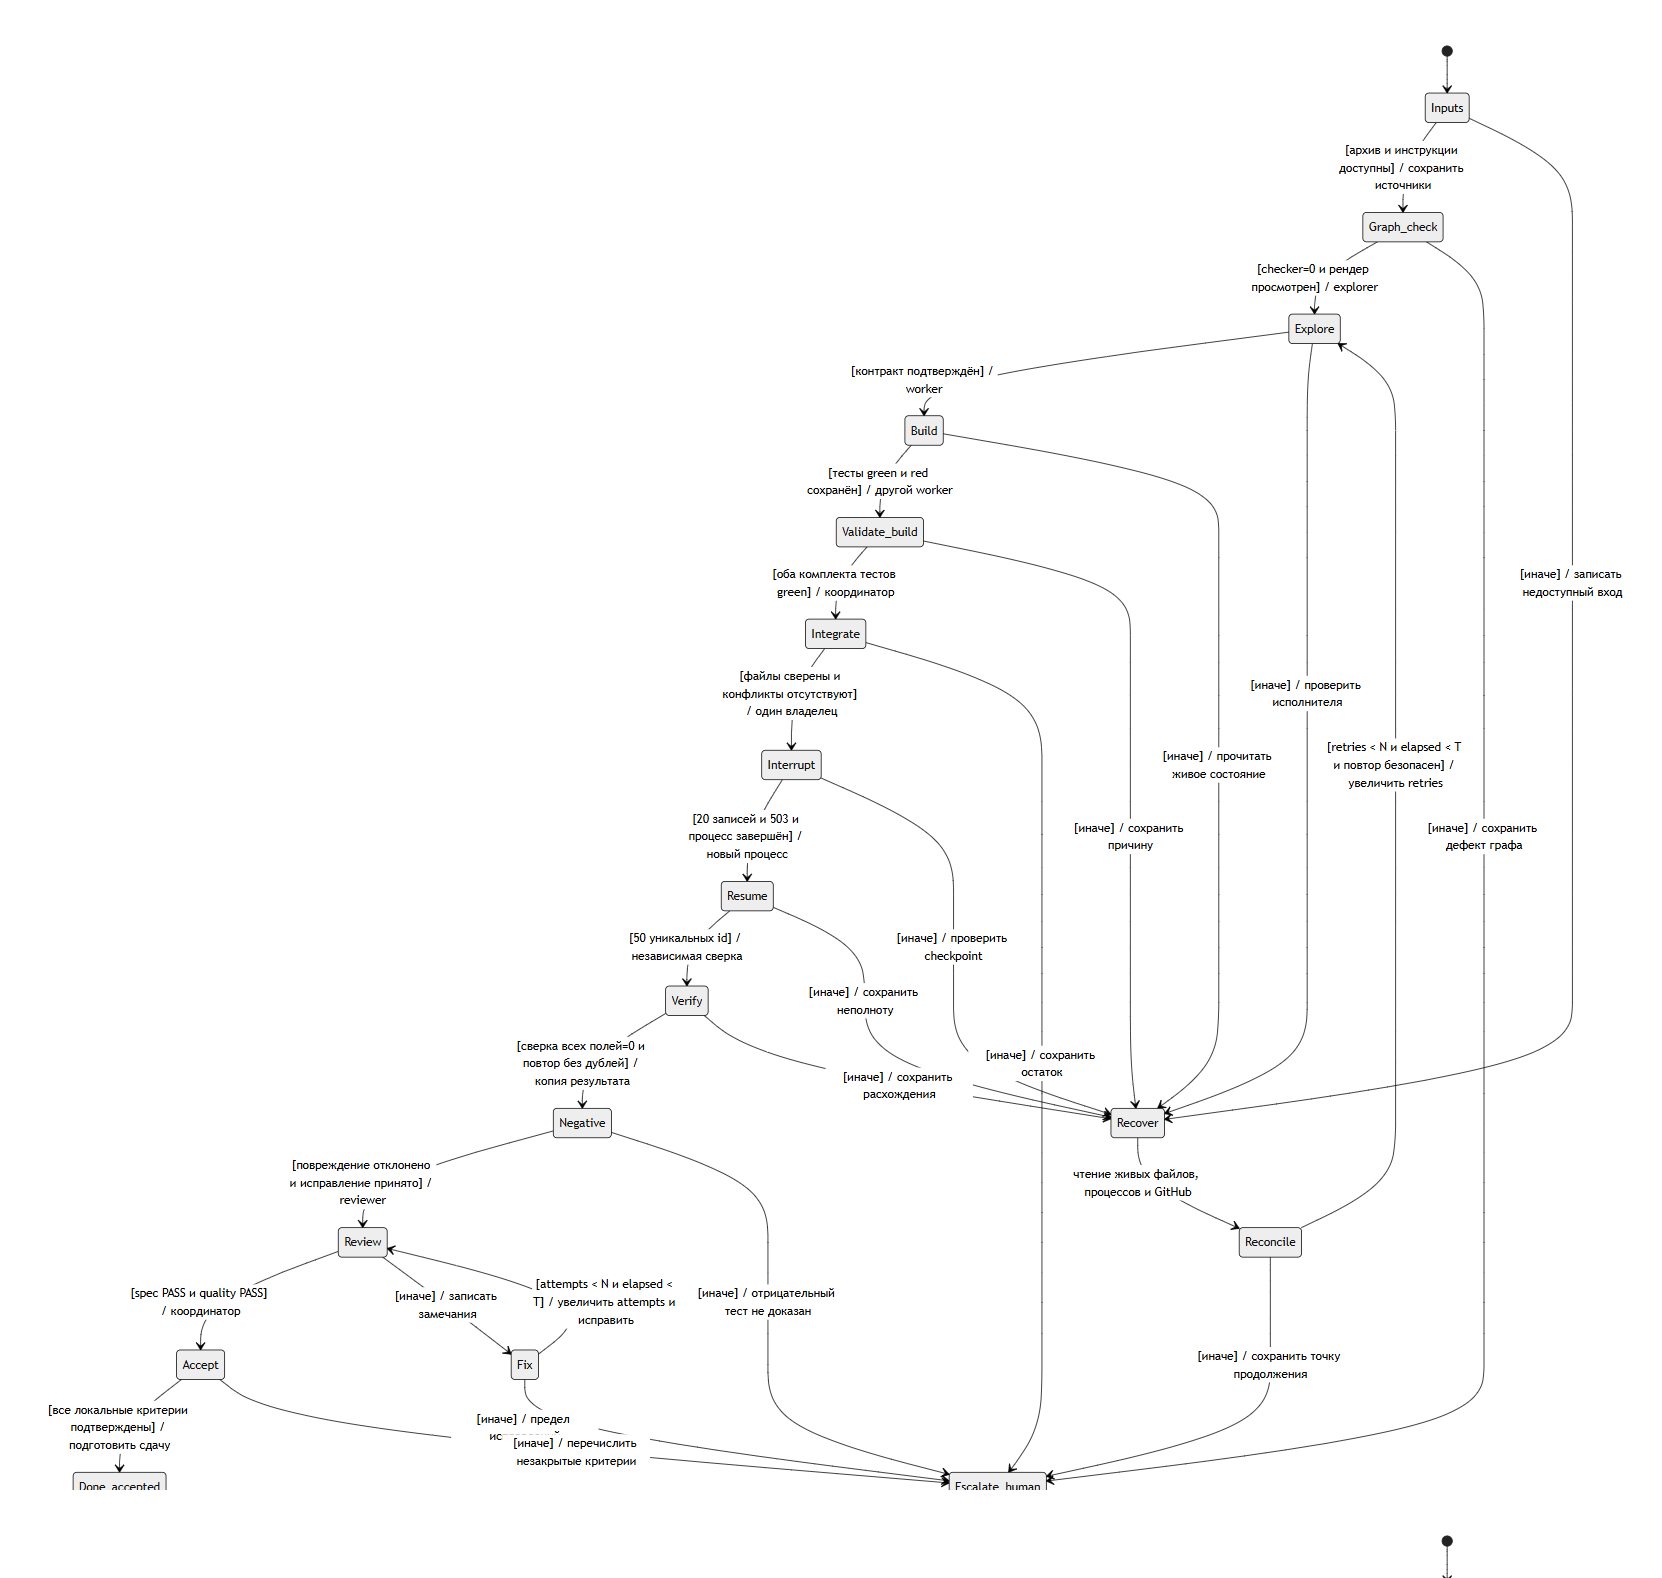 Inputs
[архив и инструкции
доступны] / сохранить
источники
Graph_check
[checker=0 и рендер
просмотрен] / explorer
Explore
[контракт подтверждён] /
worker
Build
[тесты green и red
сохранён] / другой worker
Validate_build
[оба комплекта тестов
green] / координатор
[иначе] / записать
недоступный вход
Integrate
[файлы сверены и
конфликты отсутствуют]
/ один владелец
[иначе] / проверить
исполнителя
Interrupt
[иначе] / прочитать
живое состояние
[retries < N и elapsed < T
и повтор безопасен] /
увеличить retries
[20 записей и 503 и
процесс завершён] /
новый процесс
[иначе] / сохранить
причину
[иначе] / сохранить
дефект графа
Resume
[50 уникальных id] /
независимая сверка
[иначе] / проверить
checkpoint
Verify
[иначе] / сохранить
неполноту
[сверка всех полей=0 и
повтор без дублей] /
копия результата
[иначе] / сохранить
остаток
[иначе] / сохранить
расхождения
Negative
Recover
[повреждение отклонено
и исправление принято] /
reviewer
чтение живых файлов,
процессов и GitHub
Review
Reconcile
[spec PASS и quality PASS]
/ координатор
[иначе] / записать
замечания
[attempts < N и elapsed <
T] / увеличить attempts и
исправить
[иначе] / отрицательный
тест не доказан
Accept
Fix
[иначе] / сохранить точку
продолжения
[все локальные критерии
подтверждены] /
подготовить сдачу
[иначе] / предел
[иначе] / перечислить
незакрытые критерии
Done_accepted
Escalate_human